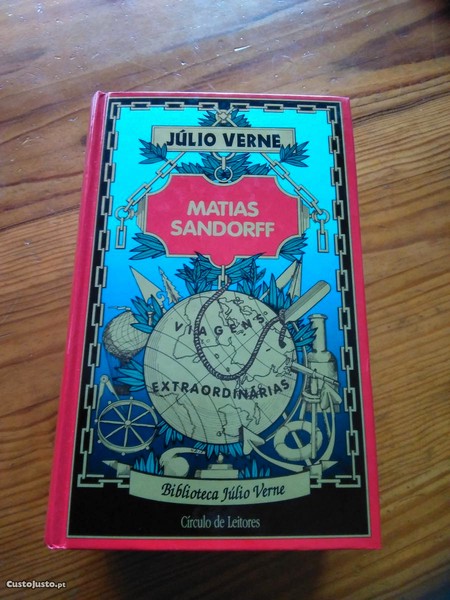 JÚLIO VERNE
MATIAS
SANDORFF
VIAGENS
EXTRAORDINÁRIAS
Biblioteca Júlio Verne
Círculo de Leitores
CustoJusto.pt